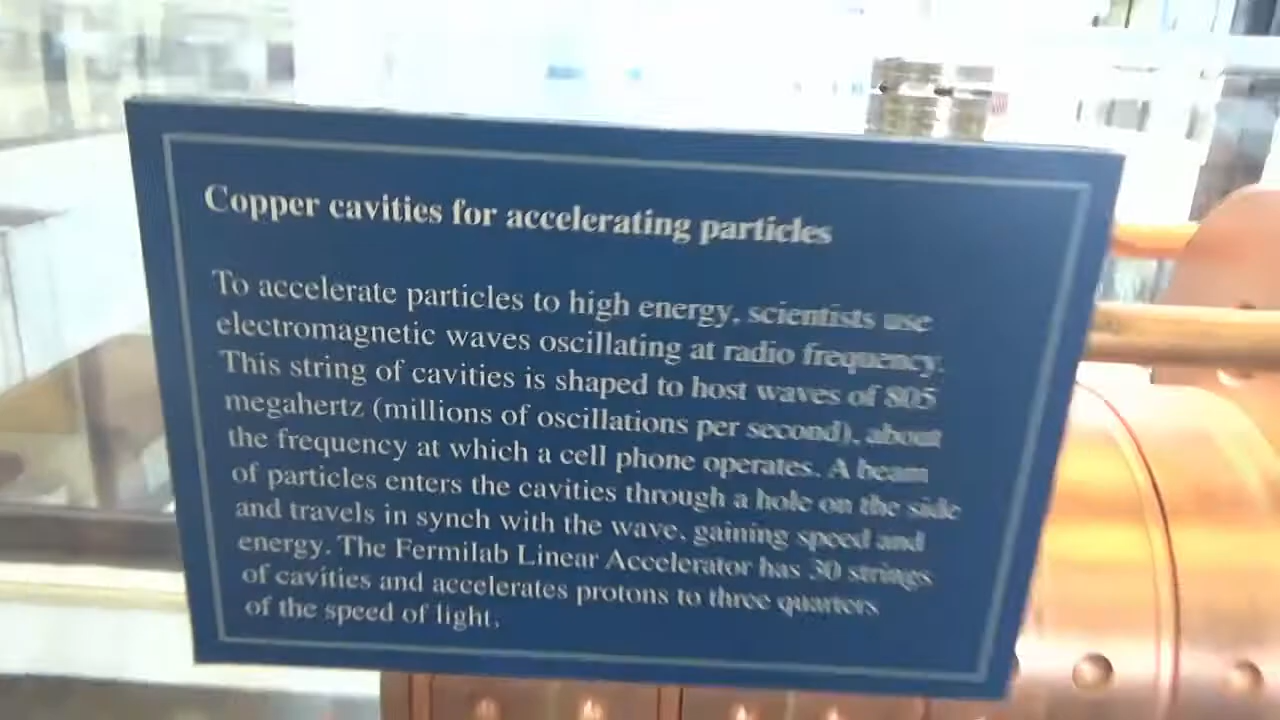 Copper cavities for accelerating particles
To accelerate particles to high energy, scientists use
electromagnetic waves oscillating at radio frequency.
This string of cavities is shaped to host waves of 805
megahertz (millions of oscillations per second), about
the frequency at which a cell phone operates. A beam
of particles enters the cavities through a hole on the side
and travels in synch with the wave, gaining speed and
energy. The Fermilab Linear Accelerator has 30 strings
of cavities and accelerates protons to three quarters
of the speed of light.